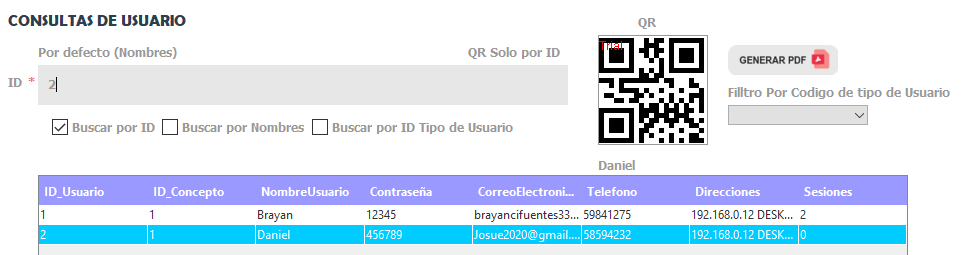 CONSULTAS DE USUARIO
QR
Por defecto (Nombres)
QR Solo por ID
Trial
GENERAR PDF
ID *
2
Filltro Por Codigo de tipo de Usuario
Buscar por ID
Buscar por Nombres
Buscar por ID Tipo de Usuario
Daniel
ID_Usuario ID_Concepto NombreUsuario Contraseña CorreoElectroni... Telefono Direcciones Sesiones
1 1 Brayan 12345 brayancifuentes33... 59841275 192.168.0.12 DESK... 2
2 1 Daniel 456789 Josue2020@gmail.... 58594232 192.168.0.12 DESK... 0